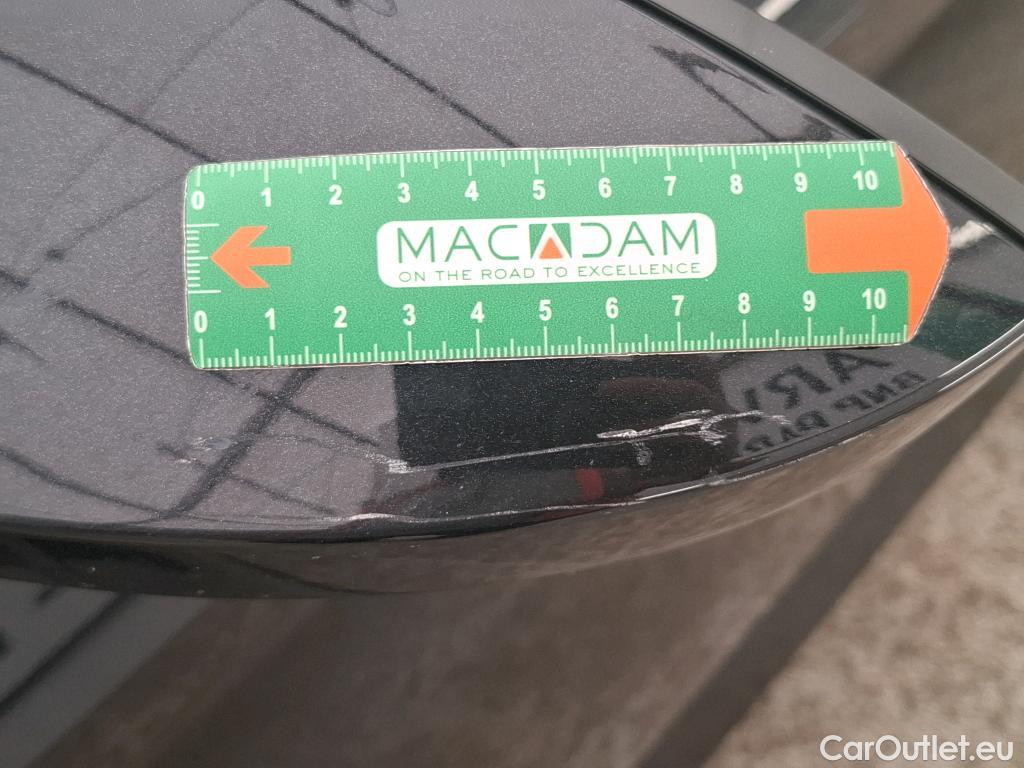 0 1 2 3 4 5 6 7 8 9 10
MACADAM
ON THE ROAD TO EXCELLENCE
0 1 2 3 4 5 6 7 8 9 10
CarOutlet.eu